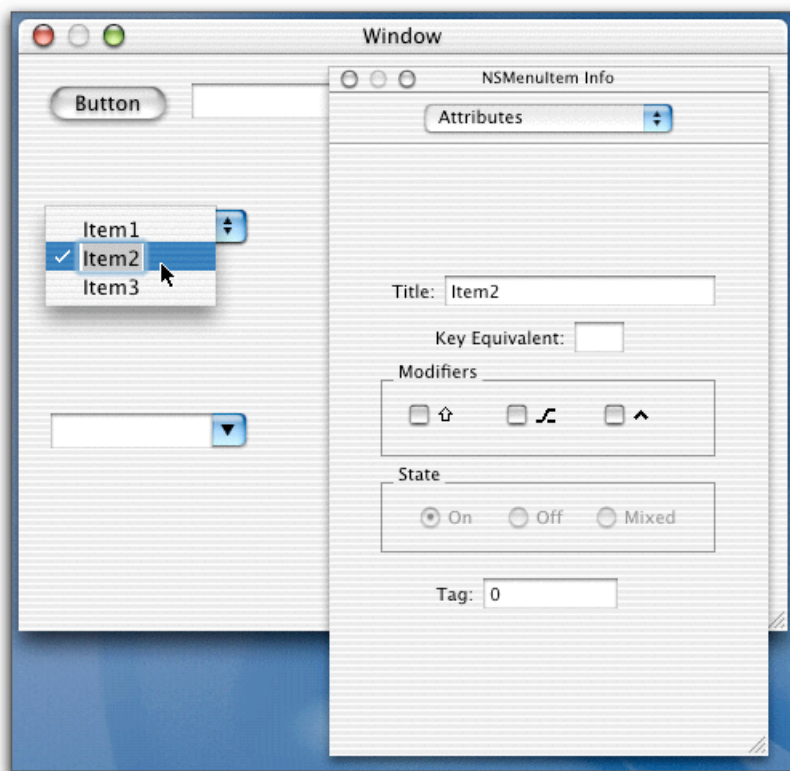 Window
Button
Item1
Item2
Item3
NSMenuItem Info
Attributes
Title: Item2
Key Equivalent:
Modifiers
State
On Off Mixed
Tag: 0